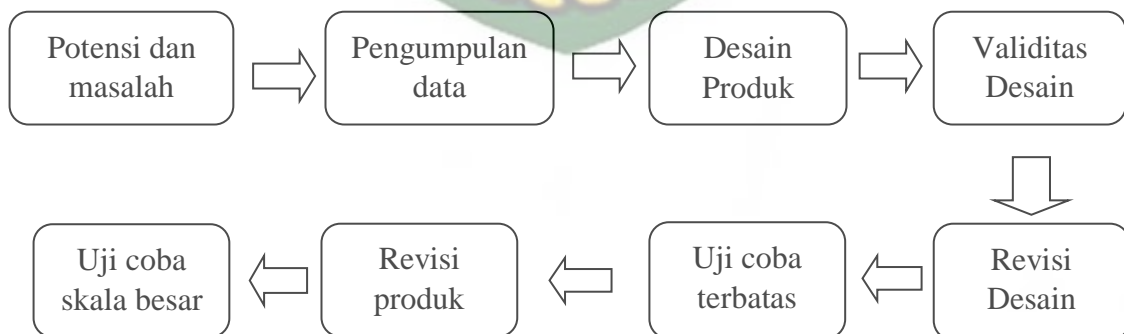 Potensi dan
masalah
Pengumpulan
data
Desain
Produk
Validitas
Desain
Revisi
Desain
Uji coba
terbatas
Revisi
produk
Uji coba
skala besar